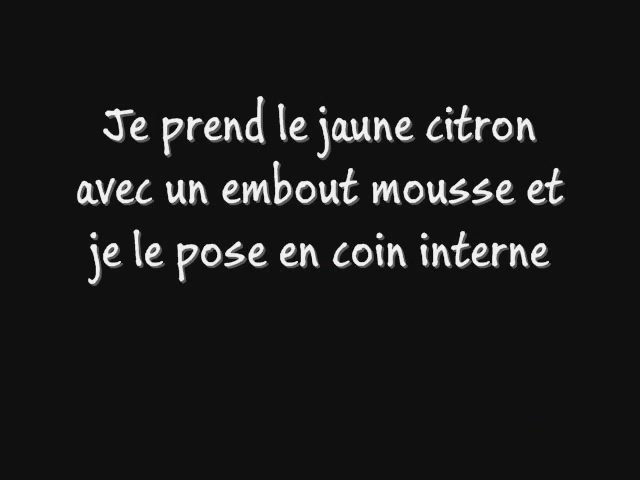 Je prend le jaune citron
avec un embout mousse et
je le pose en coin interne